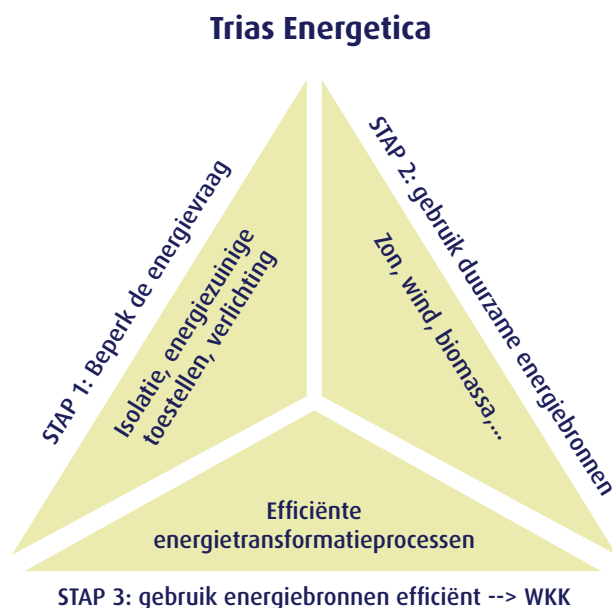 Trias Energetica
STAP 1: Beperk de energievraag
Isolatie, energiezuinige
toestellen, verlichting
STAP 2: gebruik duurzame energiebronnen
Zon, wind, biomassa,...
Efficiënte
energietransformatieprocessen
STAP 3: gebruik energiebronnen efficiënt --> WKK